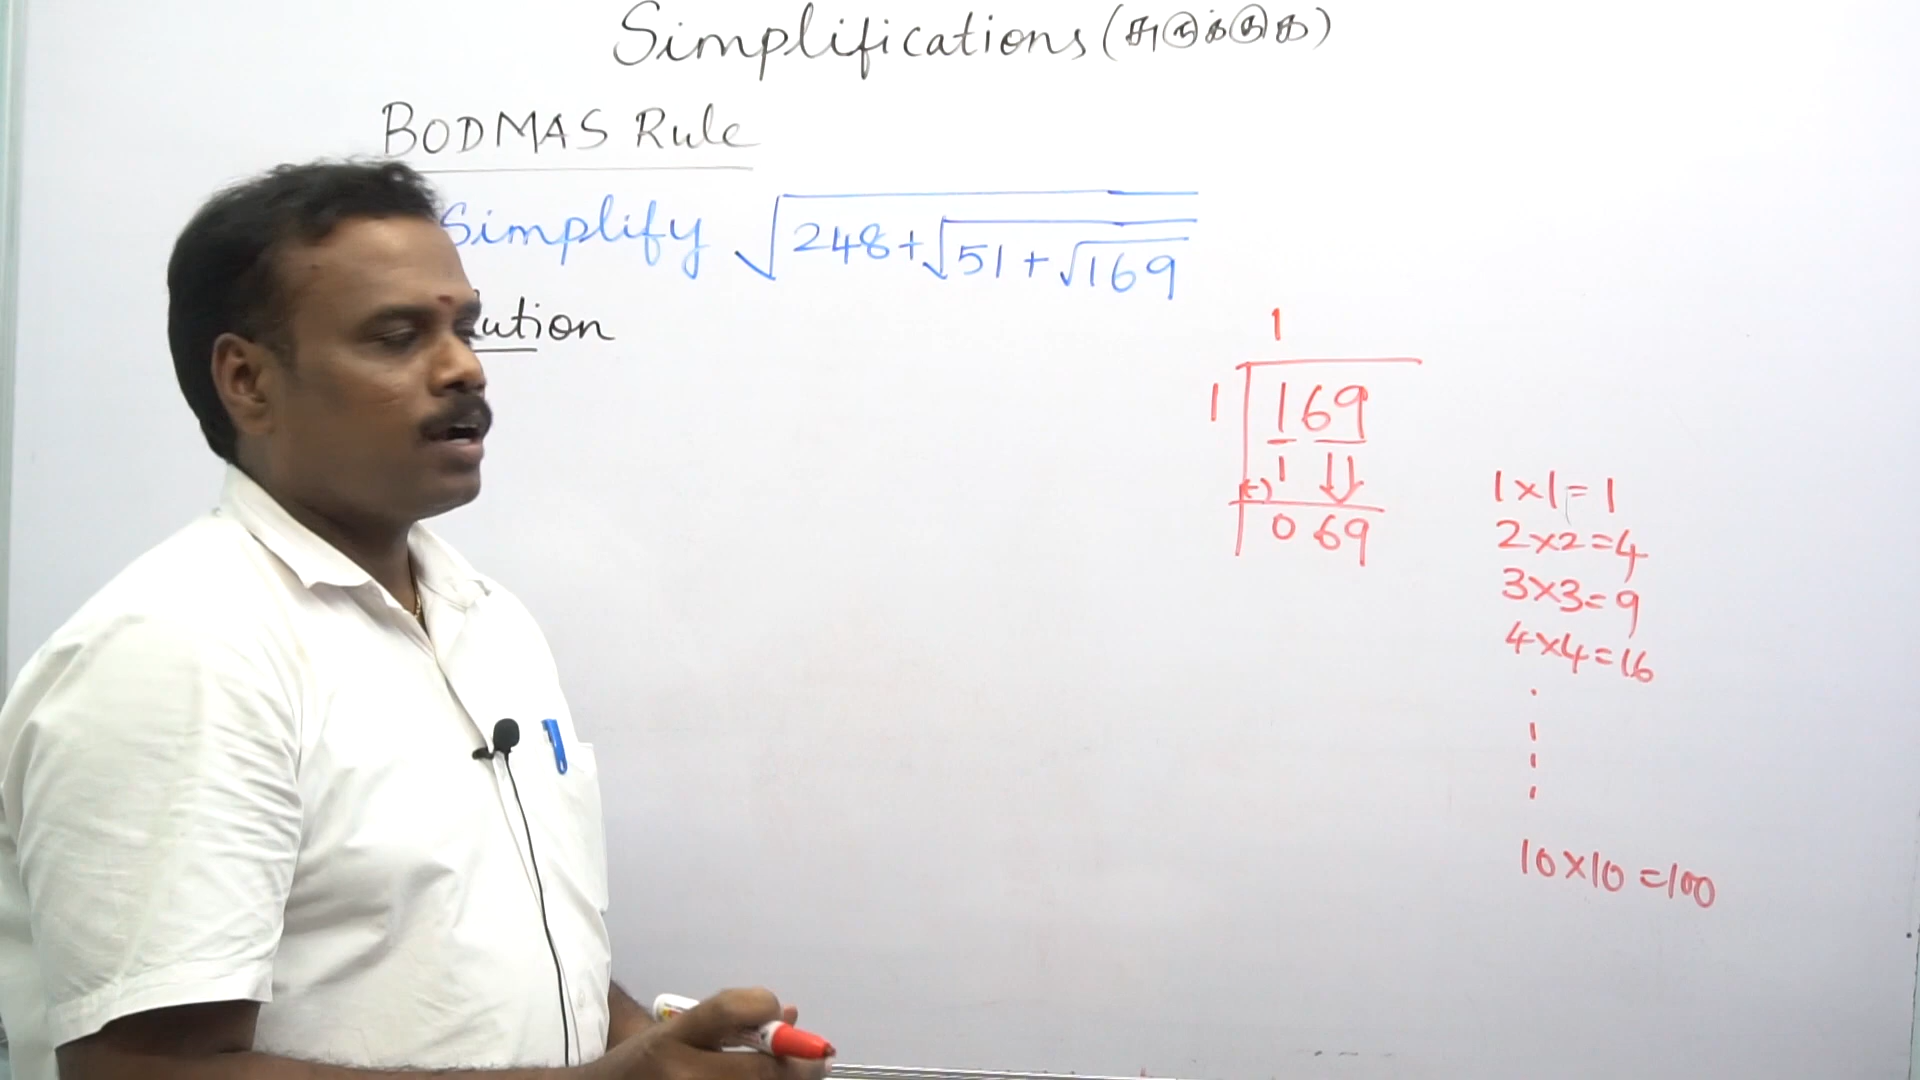 Simplifications (சுருக்குக)
BODMAS Rule
Simplify √248+√51+√169
ution
1
1 169
1
(-)
0 69
1×1=1
2×2=4
3×3=9
4×4=16
10×10=100